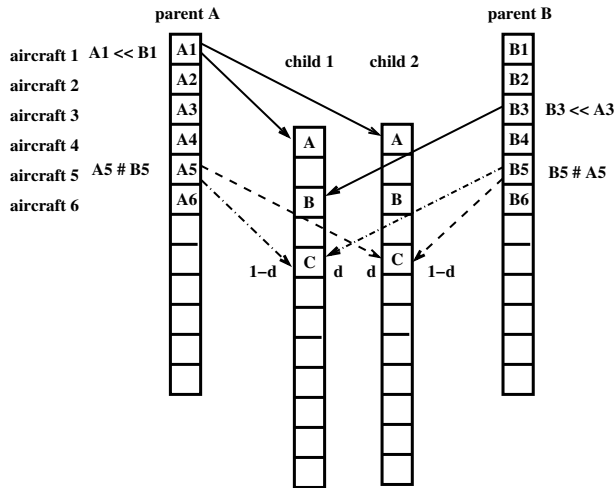 parent A
parent B
aircraft 1 A1 << B1 A1 child 1 child 2 B1
aircraft 2 A2 B2
aircraft 3 A3 B3 B3 << A3
aircraft 4 A4 A A B4
aircraft 5 A5 # B5 A5 B5 B5 # A5
aircraft 6 A6 B B B6
1-d C d d C 1-d